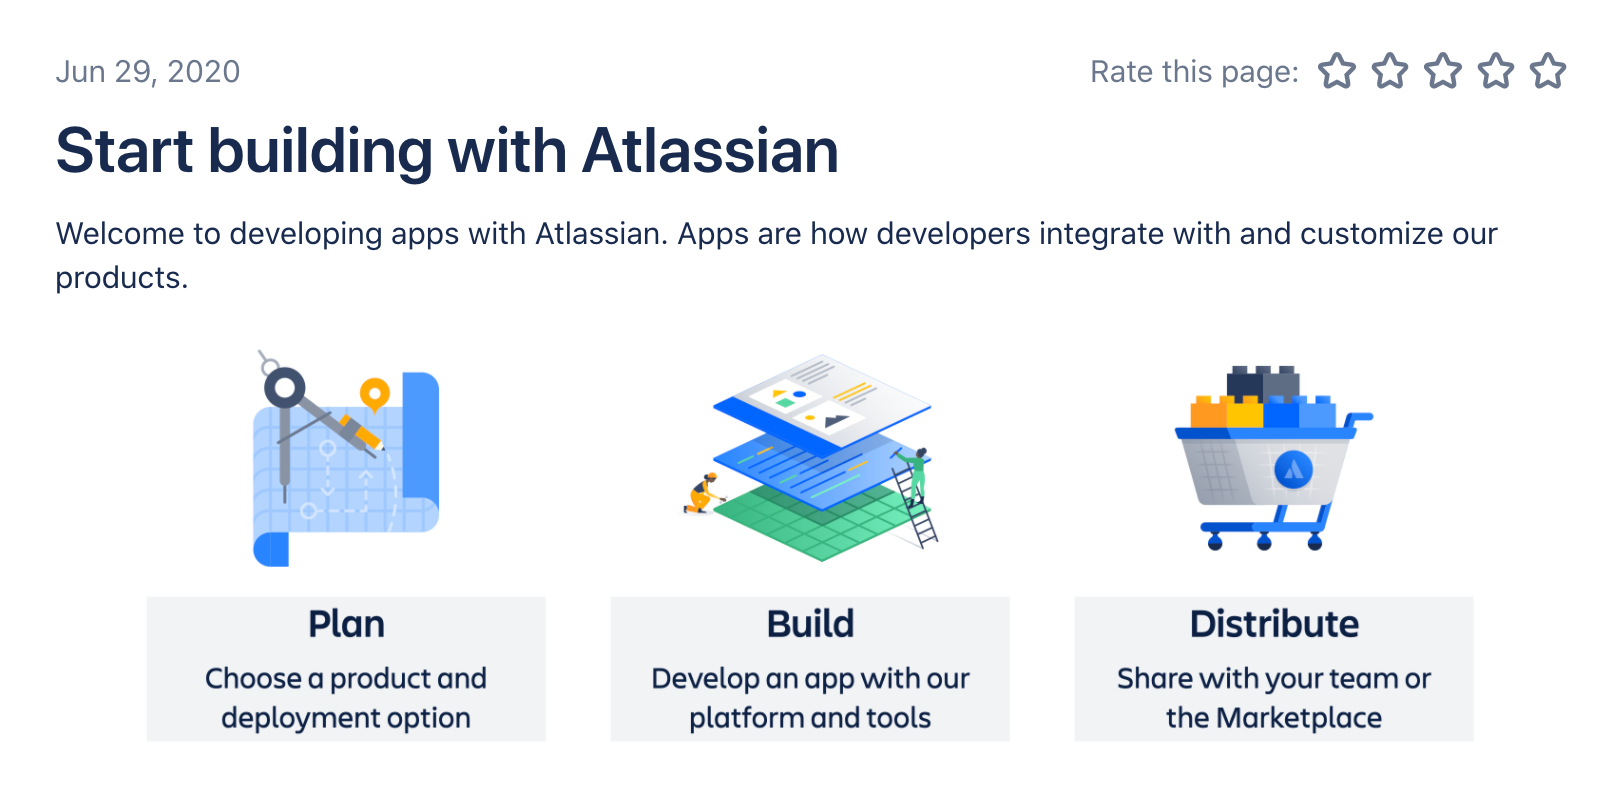 Jun 29, 2020
Rate this page:
Start building with Atlassian
Welcome to developing apps with Atlassian. Apps are how developers integrate with and customize our
products.
Plan
Choose a product and
deployment option
Build
Develop an app with our
platform and tools
Distribute
Share with your team or
the Marketplace